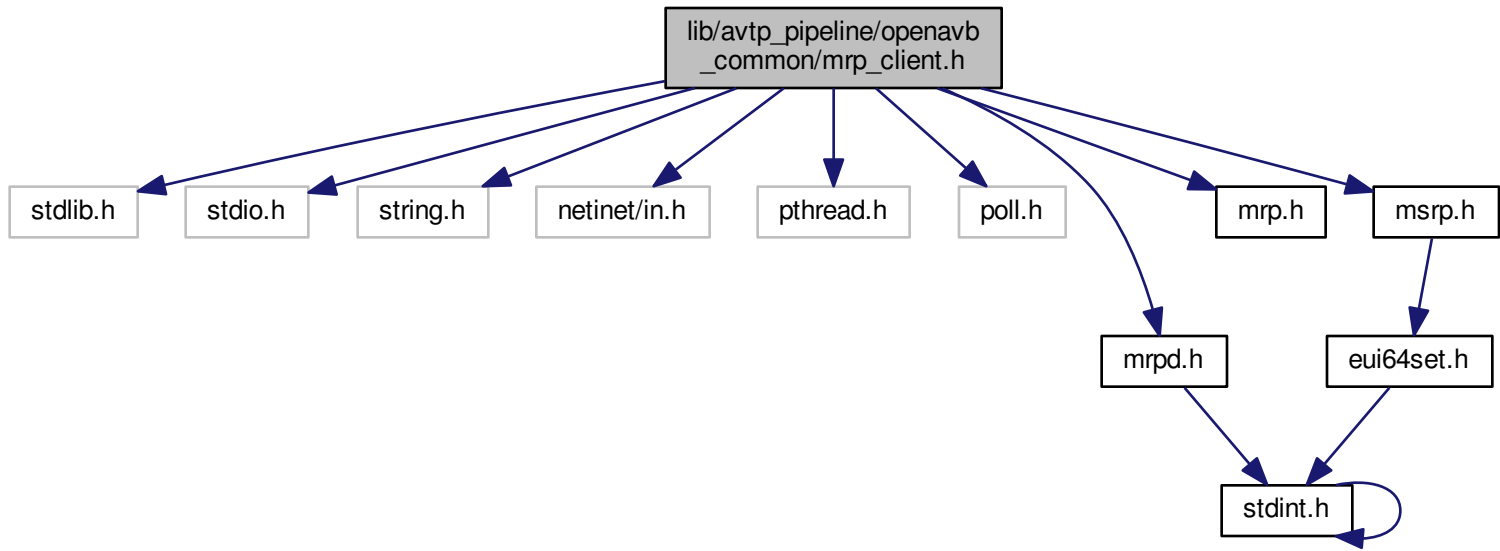 lib/avtp_pipeline/openavb
_common/mrp_client.h
stdlib.h
stdio.h
string.h
netinet/in.h
pthread.h
poll.h
mrp.h
msrp.h
mrpd.h
eui64set.h
stdint.h